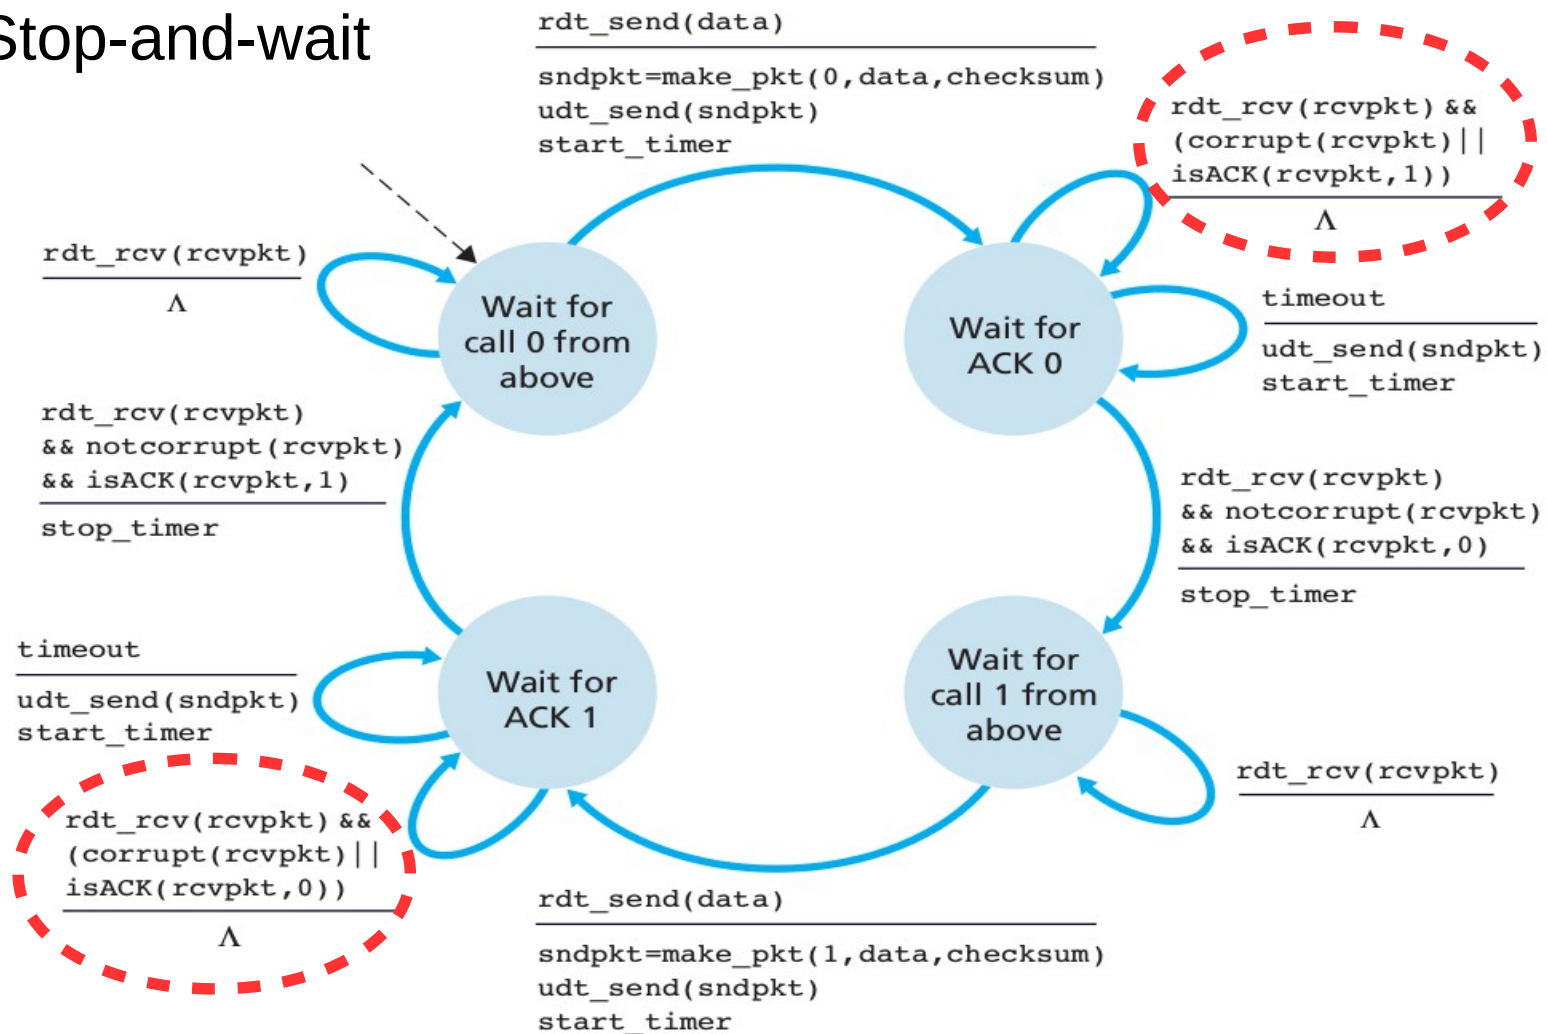 Stop-and-wait
rdt_send(data)
sndpkt=make_pkt(0,data,checksum)
udt_send(sndpkt)
start_timer
rdt_rcv(rcvpkt) &&
(corrupt(rcvpkt)||
isACK(rcvpkt,1))
Λ
rdt_rcv(rcvpkt)
Λ
Wait for
call 0 from
above
Wait for
ACK 0
timeout
udt_send(sndpkt)
start_timer
rdt_rcv(rcvpkt)
&& notcorrupt(rcvpkt)
&& isACK(rcvpkt,1)
stop_timer
rdt_rcv(rcvpkt)
&& notcorrupt(rcvpkt)
&& isACK(rcvpkt,0)
stop_timer
timeout
udt_send(sndpkt)
start_timer
Wait for
ACK 1
Wait for
call 1 from
above
rdt_rcv(rcvpkt) &&
(corrupt(rcvpkt)||
isACK(rcvpkt,0))
Λ
rdt_rcv(rcvpkt)
Λ
rdt_send(data)
sndpkt=make_pkt(1,data,checksum)
udt_send(sndpkt)
start_timer